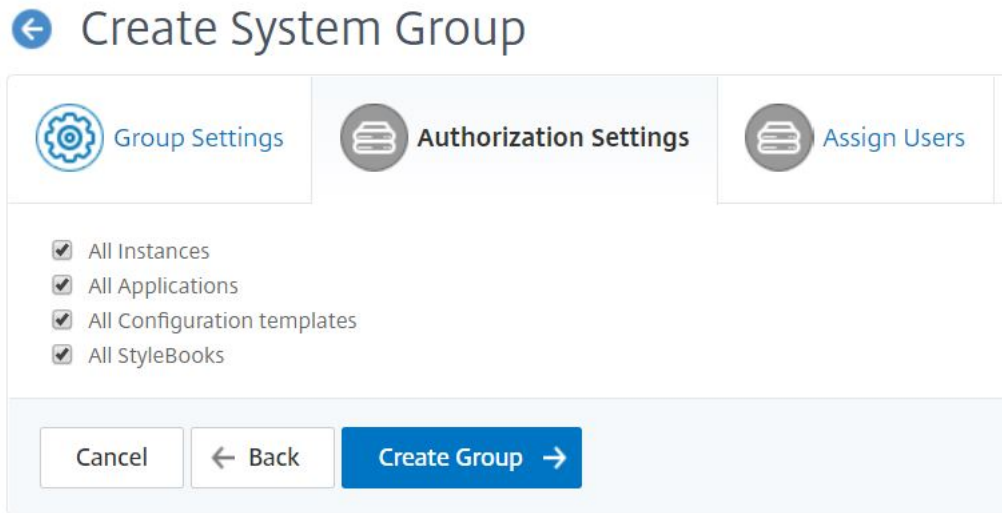 Create System Group
Group Settings
Authorization Settings
Assign Users
All Instances
All Applications
All Configuration templates
All StyleBooks
Cancel
Back
Create Group